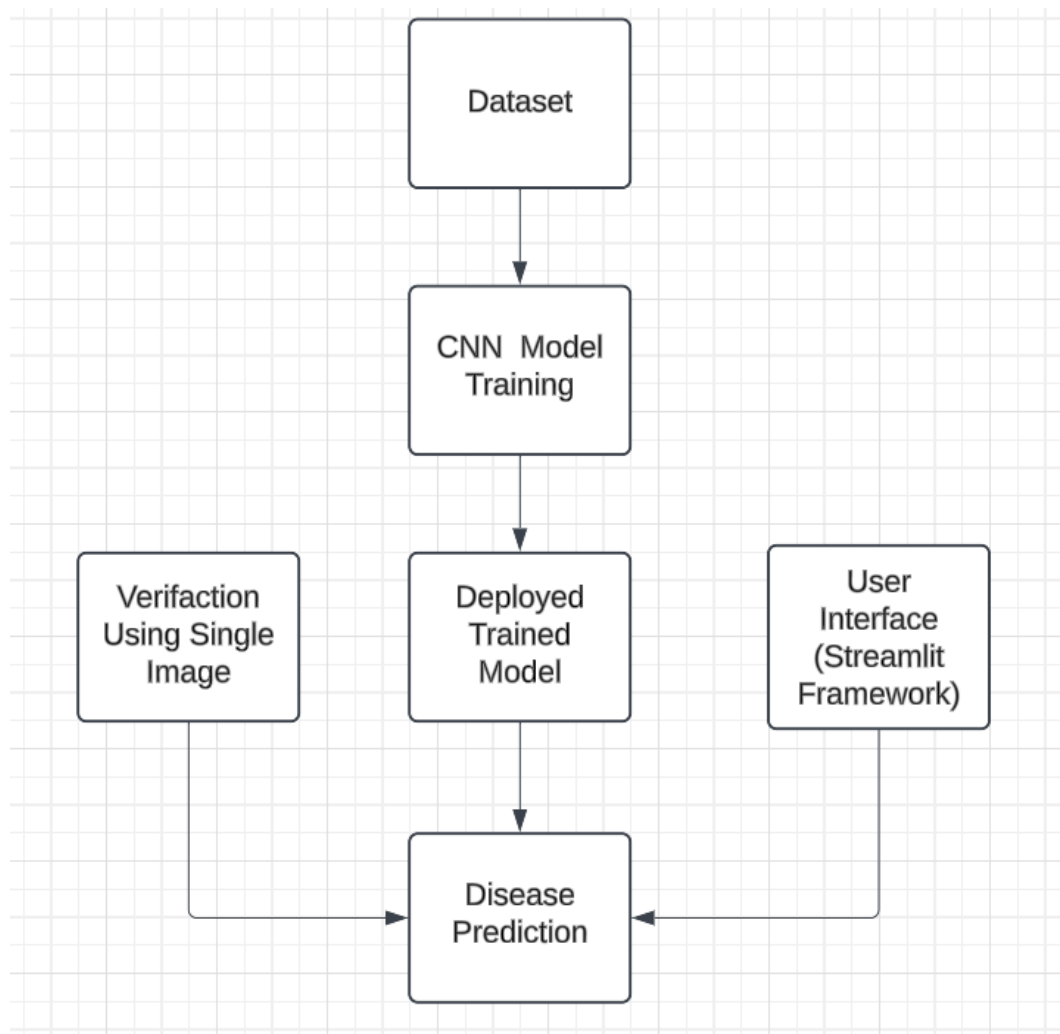 Dataset
CNN Model
Training
Verifaction
Using Single
Image
Deployed
Trained
Model
User
Interface
(Streamlit
Framework)
Disease
Prediction